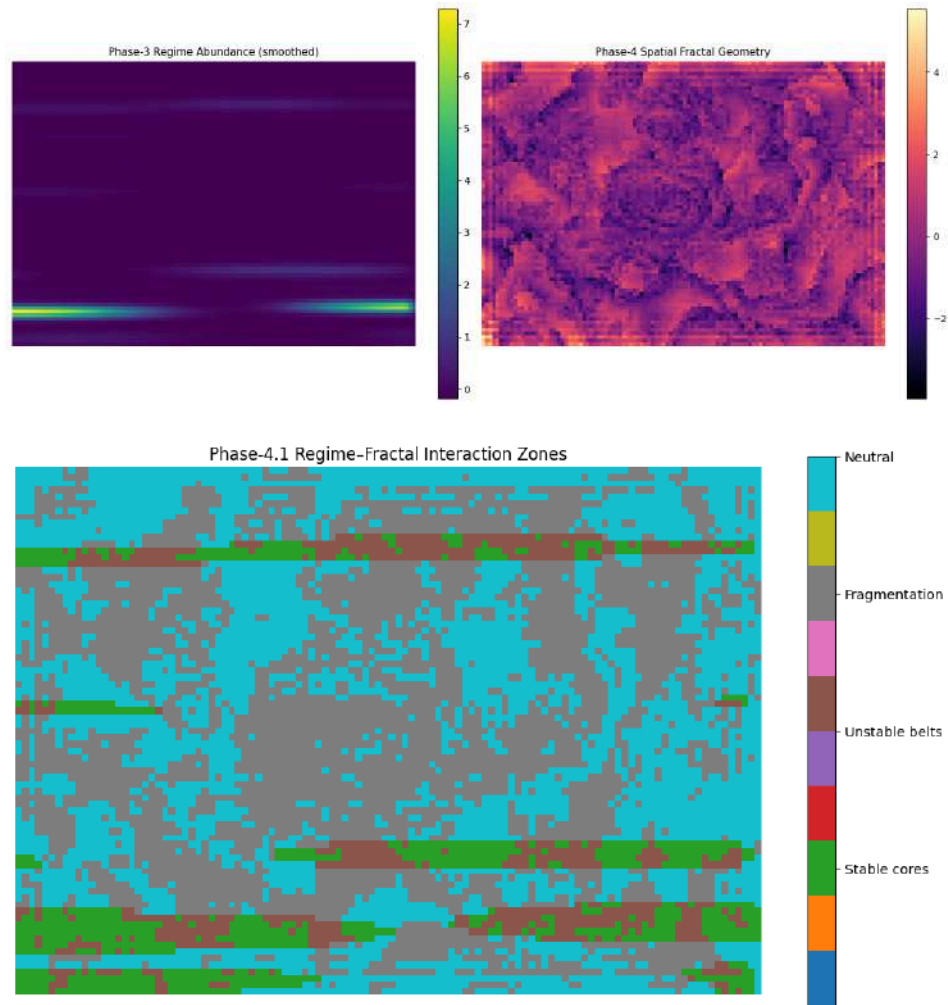 Phase-3 Regime Abundance (smoothed)
7
6
5
4
3
2
1
0
Phase-4 Spatial Fractal Geometry
4
2
0
−2
Phase-4.1 Regime–Fractal Interaction Zones
Neutral
Fragmentation
Unstable belts
Stable cores